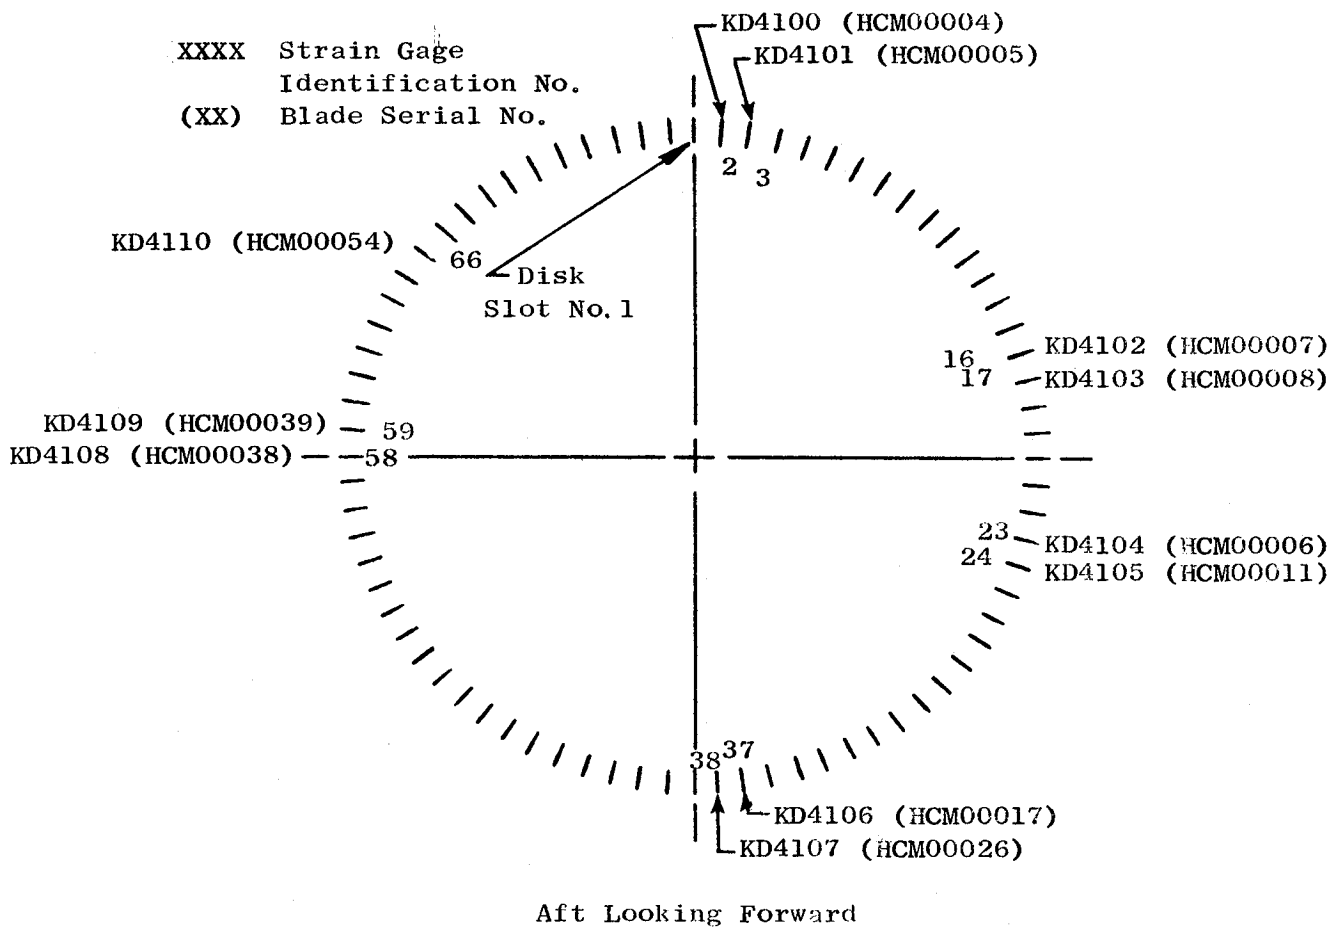 KD4100 (HCM00004)
XXXX Strain Gage
KD4101 (HCM00005)
Identification No.
(XX) Blade Serial No.
2
3
KD4110 (HCM00054)
66
Disk
Slot No. 1
16
KD4102 (HCM00007)
17
KD4103 (HCM00008)
KD4109 (HCM00039)
59
KD4108 (HCM00038)
58
23
KD4104 (HCM00006)
24
KD4105 (HCM00011)
38
37
KD4106 (HCM00017)
KD4107 (HCM00026)
Aft Looking Forward